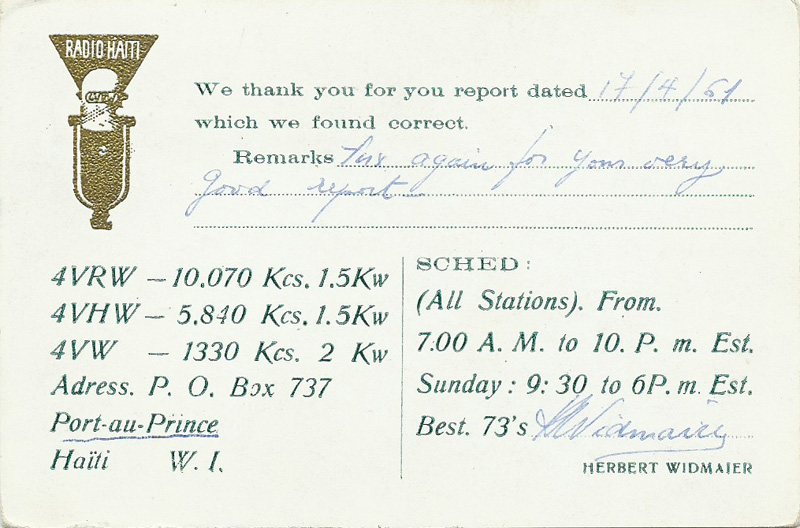 RADIO-HAITI
We thank you for you report dated 17/4/61
which we found correct.
Remarks Tnx again for your very
good report
4VRW – 10.070 Kcs. 1.5Kw
4VHW – 5.840 Kcs. 1.5Kw
4VW – 1330 Kcs. 2 Kw
Adress. P. O. Box 737
Port-au-Prince
Haïti W. I.
SCHED:
(All Stations). From.
7.00 A. M. to 10. P. m. Est.
Sunday : 9: 30 to 6P. m. Est.
Best. 73's HWidmaier
HERBERT WIDMAIER